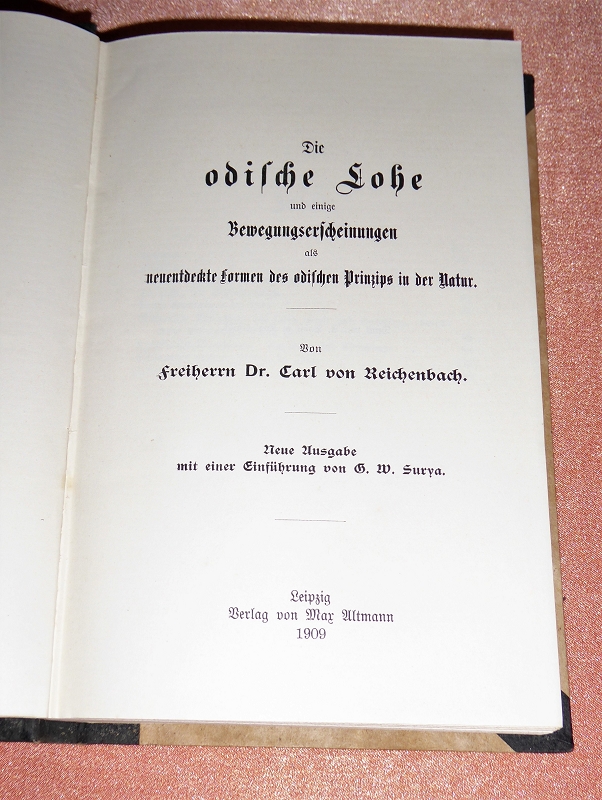 Die
odiſche Lohe
und einige
Bewegungserſcheinungen
als
neuentdeckte Formen des odiſchen Prinzips in der Natur.
Von
Freiherrn Dr. Carl von Reichenbach.
Neue Ausgabe
mit einer Einführung von G. W. Surya.
Leipzig
Verlag von Max Altmann
1909